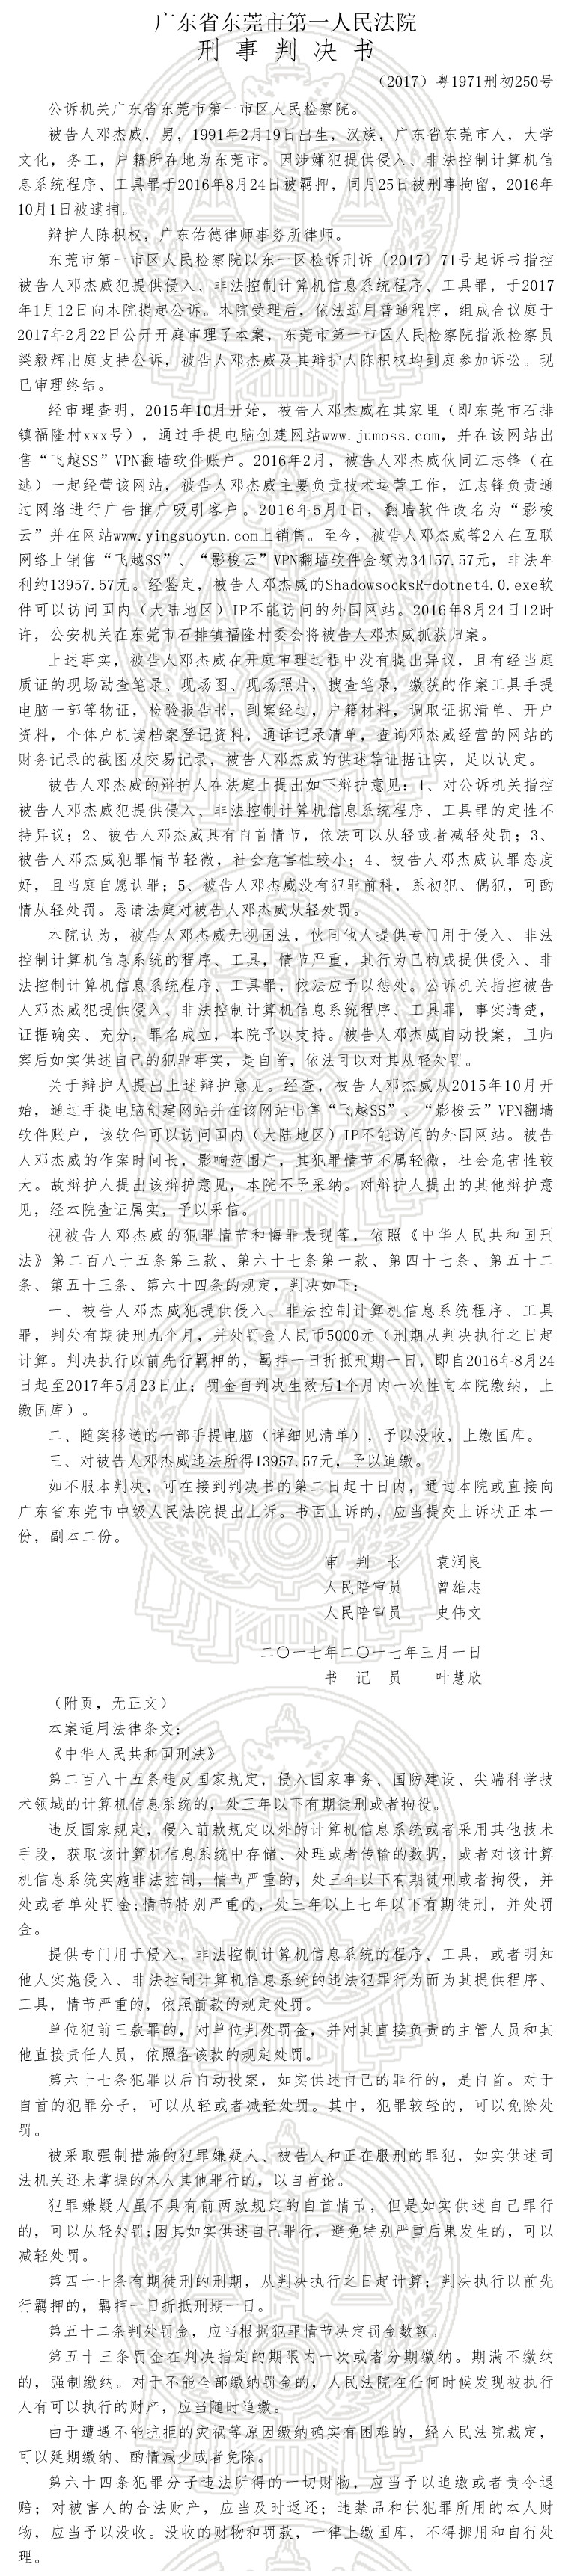 广东省东莞市第一人民法院
刑 事 判 决 书
（2017）粤1971刑初250号
公诉机关广东省东莞市第一市区人民检察院。
被告人邓杰威，男，1991年2月19日出生，汉族，广东省东莞市人，大学
文化，务工，户籍所在地为东莞市。因涉嫌犯提供侵入、非法控制计算机信
息系统程序、工具罪于2016年8月24日被羁押，同月25日被刑事拘留，2016年
10月1日被逮捕。
辩护人陈积权，广东佑德律师事务所律师。
东莞市第一市区人民检察院以东一区检诉刑诉〔2017〕71号起诉书指控
被告人邓杰威犯提供侵入、非法控制计算机信息系统程序、工具罪，于2017
年1月12日向本院提起公诉。本院受理后，依法适用普通程序，组成合议庭于
2017年2月22日公开开庭审理了本案，东莞市第一市区人民检察院指派检察员
梁毅辉出庭支持公诉，被告人邓杰威及其辩护人陈积权均到庭参加诉讼。现
已审理终结。
经审理查明，2015年10月开始，被告人邓杰威在其家里（即东莞市石排
镇福隆村xxx号），通过手提电脑创建网站www.jumoss.com，并在该网站出
售“飞越SS”VPN翻墙软件账户。2016年2月，被告人邓杰威伙同江志锋（在
逃）一起经营该网站，被告人邓杰威主要负责技术运营工作，江志锋负责通
过网络进行广告推广吸引客户。2016年5月1日，翻墙软件改名为“影梭
云”并在网站www.yingsuoyun.com上销售。至今，被告人邓杰威等2人在互联
网络上销售“飞越SS”、“影梭云”VPN翻墙软件金额为34157.57元，非法牟
利约13957.57元。经鉴定，被告人邓杰威的ShadowsocksR-dotnet4.0.exe软
件可以访问国内（大陆地区）IP不能访问的外国网站。2016年8月24日12时
许，公安机关在东莞市石排镇福隆村委会将被告人邓杰威抓获归案。
上述事实，被告人邓杰威在开庭审理过程中没有提出异议，且有经当庭
质证的现场勘查笔录、现场图、现场照片，搜查笔录，缴获的作案工具手提
电脑一部等物证，检验报告书，到案经过，户籍材料，调取证据清单、开户
资料，个体户机读档案登记资料，通话记录清单，查询邓杰威经营的网站的
财务记录的截图及交易记录，被告人邓杰威的供述等证据证实，足以认定。
被告人邓杰威的辩护人在法庭上提出如下辩护意见：1、对公诉机关指控
被告人邓杰威犯提供侵入、非法控制计算机信息系统程序、工具罪的定性不
持异议；2、被告人邓杰威具有自首情节，依法可以从轻或者减轻处罚；3、
被告人邓杰威犯罪情节轻微，社会危害性较小；4、被告人邓杰威认罪态度
好，且当庭自愿认罪；5、被告人邓杰威没有犯罪前科，系初犯、偶犯，可酌
情从轻处罚。恳请法庭对被告人邓杰威从轻处罚。
本院认为，被告人邓杰威无视国法，伙同他人提供专门用于侵入、非法
控制计算机信息系统的程序、工具，情节严重，其行为已构成提供侵入、非
法控制计算机信息系统程序、工具罪，依法应予以惩处。公诉机关指控被告
人邓杰威犯提供侵入、非法控制计算机信息系统程序、工具罪，事实清楚，
证据确实、充分，罪名成立，本院予以支持。被告人邓杰威自动投案，且归
案后如实供述自己的犯罪事实，是自首，依法可以对其从轻处罚。
关于辩护人提出上述辩护意见。经查，被告人邓杰威从2015年10月开
始，通过手提电脑创建网站并在该网站出售“飞越SS”、“影梭云”VPN翻墙
软件账户，该软件可以访问国内（大陆地区）IP不能访问的外国网站。被告
人邓杰威的作案时间长，影响范围广，其犯罪情节不属轻微，社会危害性较
大。故辩护人提出该辩护意见，本院不予采纳。对辩护人提出的其他辩护意
见，经本院查证属实，予以采信。
视被告人邓杰威的犯罪情节和悔罪表现等，依照《中华人民共和国刑
法》第二百八十五条第三款、第六十七条第一款、第四十七条、第五十二
条、第五十三条、第六十四条的规定，判决如下：
一、被告人邓杰威犯提供侵入、非法控制计算机信息系统程序、工具
罪，判处有期徒刑九个月，并处罚金人民币5000元（刑期从判决执行之日起
计算。判决执行以前先行羁押的，羁押一日折抵刑期一日，即自2016年8月24
日起至2017年5月23日止；罚金自判决生效后1个月内一次性向本院缴纳，上
缴国库）。
二、随案移送的一部手提电脑（详细见清单），予以没收，上缴国库。
三、对被告人邓杰威违法所得13957.57元，予以追缴。
如不服本判决，可在接到判决书的第二日起十日内，通过本院或直接向
广东省东莞市中级人民法院提出上诉。书面上诉的，应当提交上诉状正本一
份，副本二份。
审　判　长　　袁润良
人民陪审员　　曾雄志
人民陪审员　　史伟文
二〇一七年二〇一七年三月一日
书　记　员　　叶慧欣
（附页，无正文）
本案适用法律条文：
《中华人民共和国刑法》
第二百八十五条违反国家规定，侵入国家事务、国防建设、尖端科学技
术领域的计算机信息系统的，处三年以下有期徒刑或者拘役。
违反国家规定，侵入前款规定以外的计算机信息系统或者采用其他技术
手段，获取该计算机信息系统中存储、处理或者传输的数据，或者对该计算
机信息系统实施非法控制，情节严重的，处三年以下有期徒刑或者拘役，并
处或者单处罚金;情节特别严重的，处三年以上七年以下有期徒刑，并处罚
金。
提供专门用于侵入、非法控制计算机信息系统的程序、工具，或者明知
他人实施侵入、非法控制计算机信息系统的违法犯罪行为而为其提供程序、
工具，情节严重的，依照前款的规定处罚。
单位犯前三款罪的，对单位判处罚金，并对其直接负责的主管人员和其
他直接责任人员，依照各该款的规定处罚。
第六十七条犯罪以后自动投案，如实供述自己的罪行的，是自首。对于
自首的犯罪分子，可以从轻或者减轻处罚。其中，犯罪较轻的，可以免除处
罚。
被采取强制措施的犯罪嫌疑人、被告人和正在服刑的罪犯，如实供述司
法机关还未掌握的本人其他罪行的，以自首论。
犯罪嫌疑人虽不具有前两款规定的自首情节，但是如实供述自己罪行
的，可以从轻处罚;因其如实供述自己罪行，避免特别严重后果发生的，可以
减轻处罚。
第四十七条有期徒刑的刑期，从判决执行之日起计算；判决执行以前先
行羁押的，羁押一日折抵刑期一日。
第五十二条判处罚金，应当根据犯罪情节决定罚金数额。
第五十三条罚金在判决指定的期限内一次或者分期缴纳。期满不缴纳
的，强制缴纳。对于不能全部缴纳罚金的，人民法院在任何时候发现被执行
人有可以执行的财产，应当随时追缴。
由于遭遇不能抗拒的灾祸等原因缴纳确实有困难的，经人民法院裁定，
可以延期缴纳、酌情减少或者免除。
第六十四条犯罪分子违法所得的一切财物，应当予以追缴或者责令退
赔；对被害人的合法财产，应当及时返还；违禁品和供犯罪所用的本人财
物，应当予以没收。没收的财物和罚款，一律上缴国库，不得挪用和自行处
理。